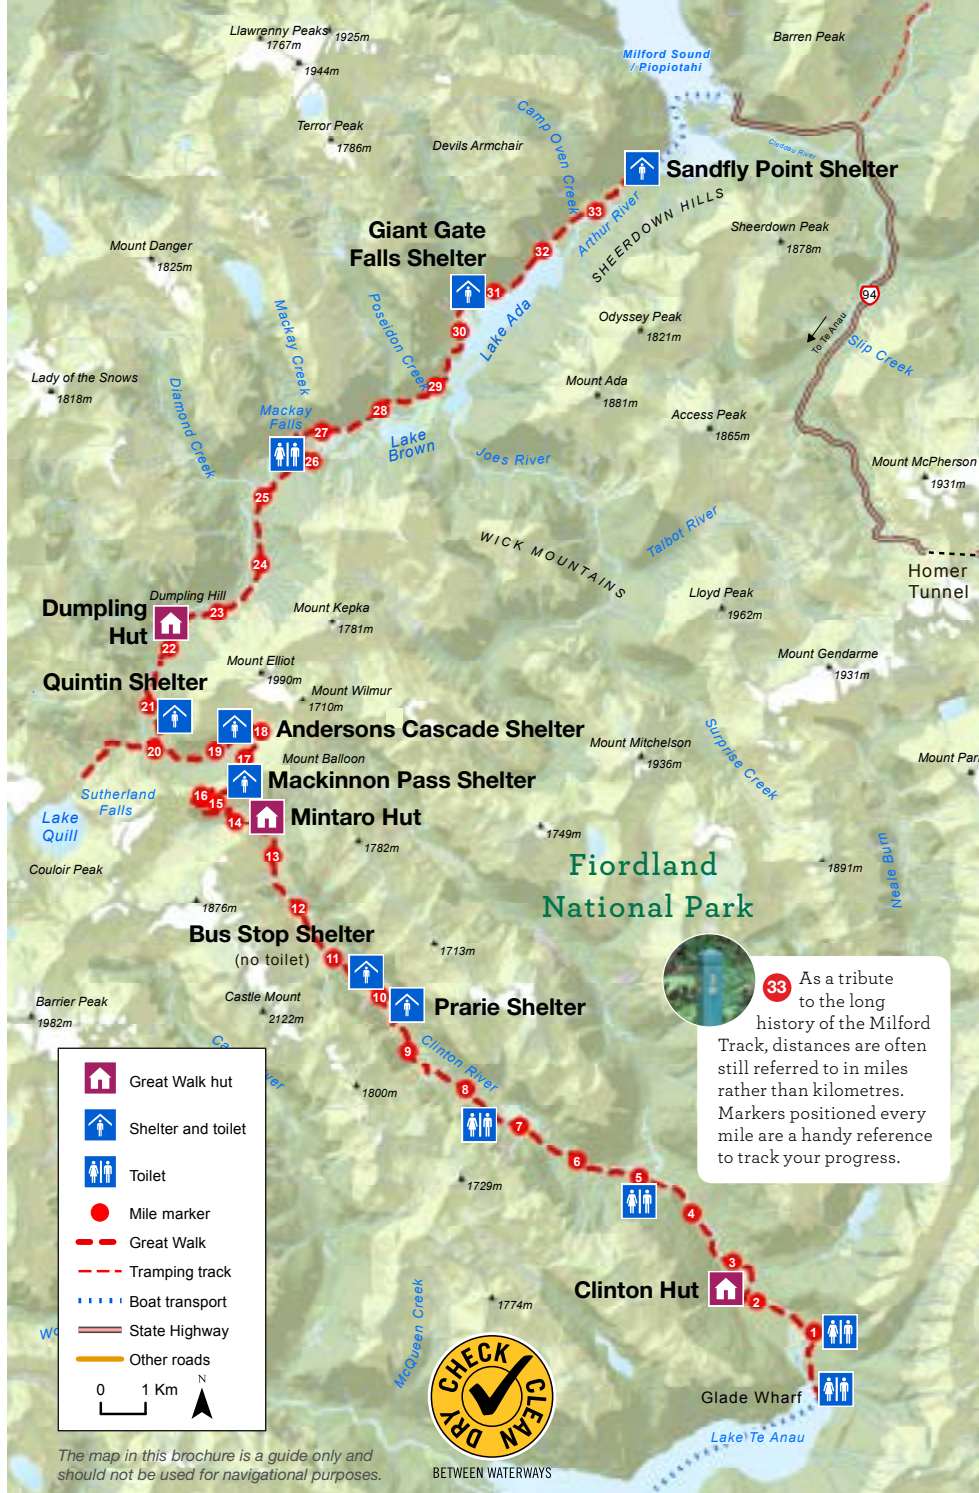 Llawrenny Peaks
1767m
1925m
1944m
Barren Peak
Milford Sound
/ Piopiotahi
Terror Peak
1786m
Devils Armchair
Camp Oven Creek
Cleddau River
Sandfly Point Shelter
33
Arthur River
SHEERDOWN HILLS
Sheerdown Peak
1878m
Giant Gate
Falls Shelter
32
31
30
Mount Danger
1825m
94
To Te Anau
Slip Creek
Mackay Creek
Poseidon Creek
Lake Ada
Odyssey Peak
1821m
Lady of the Snows
1818m
Diamond Creek
29
28
27
26
25
Mount Ada
1881m
Access Peak
1865m
Mackay
Falls
Lake
Brown
Joes River
Mount McPherson
1931m
Talbot River
WICK MOUNTAINS
24
Homer
Tunnel
Dumpling Hill
Dumpling
Hut
23
22
Mount Kepka
1781m
Lloyd Peak
1962m
Mount Elliot
1990m
Mount Gendarme
1931m
Quintin Shelter
Mount Wilmur
1710m
21
18
Andersons Cascade Shelter
20
19
17
Mount Balloon
Mount Mitchelson
1936m
Surprise Creek
Mackinnon Pass Shelter
Sutherland
Falls
16
15
14
Mintaro Hut
Lake
Quill
1749m
1782m
13
Couloir Peak
Fiordland
National Park
1891m
Neale Burn
1876m
12
Bus Stop Shelter
(no toilet)
11
1713m
10
Castle Mount
2122m
Prarie Shelter
Barrier Peak
1982m
33 As a tribute
to the long
history of the Milford
Track, distances are often
still referred to in miles
rather than kilometres.
Markers positioned every
mile are a handy reference
to track your progress.
9
Clinton River
8
1800m
7
6
5
4
1729m
3
Clinton Hut
2
1774m
1
McQueen Creek
Glade Wharf
Lake Te Anau
Great Walk hut
Shelter and toilet
Toilet
Mile marker
Great Walk
Tramping track
Boat transport
State Highway
Other roads
0 1 Km
N
CHECK
CLEAN
DRY
BETWEEN WATERWAYS
The map in this brochure is a guide only and
should not be used for navigational purposes.